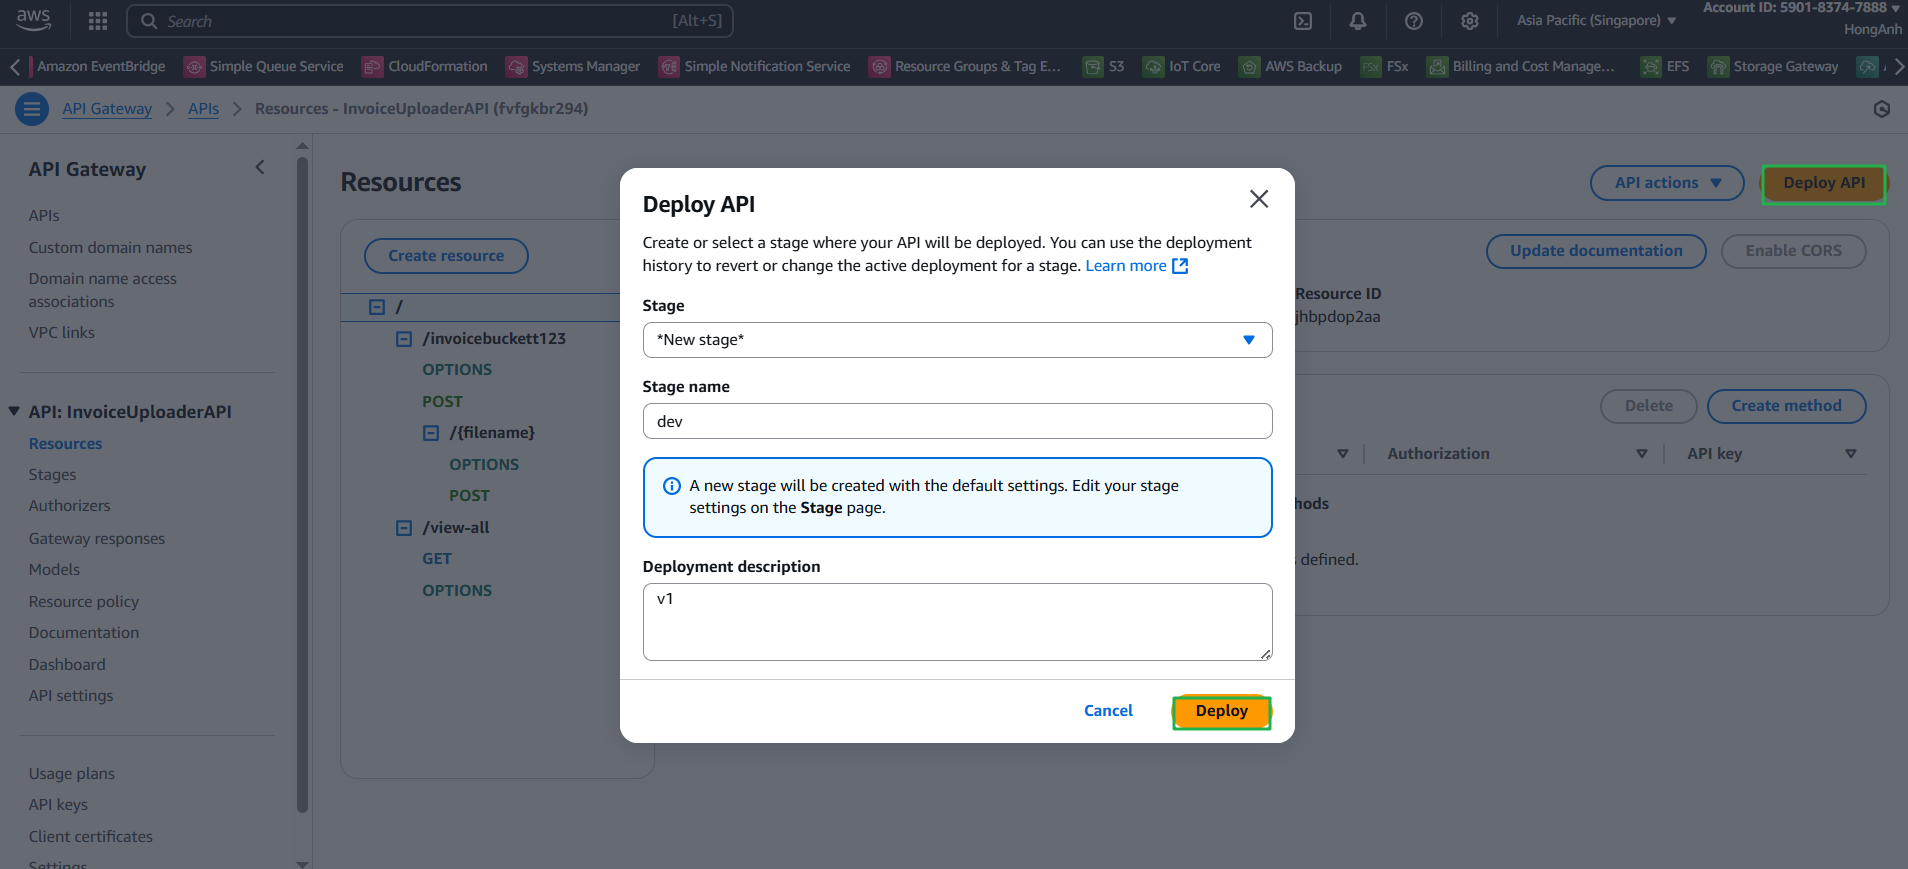 aws
Search [Alt+S]
Asia Pacific (Singapore)
Account ID: 5901-8374-7888
HongAnh
Amazon EventBridge
Simple Queue Service
CloudFormation
Systems Manager
Simple Notification Service
Resource Groups & Tag E...
S3
IoT Core
AWS Backup
FSx FSx
Billing and Cost Manage...
EFS
Storage Gateway
API Gateway
APIs
Resources - InvoiceUploaderAPI (fvfgkbr294)
API Gateway
APIs
Custom domain names
Domain name access
associations
VPC links
API: InvoiceUploaderAPI
Resources
Stages
Authorizers
Gateway responses
Models
Resource policy
Documentation
Dashboard
API settings
Usage plans
API keys
Client certificates
Settings
Resources
API actions
Deploy API
Create resource
/
/invoicebuckett123
OPTIONS
POST
/{filename}
OPTIONS
POST
/view-all
GET
OPTIONS
Update documentation
Enable CORS
Resource ID
jhbpdop2aa
Delete
Create method
Authorization
API key
hods
defined.
Deploy API
Create or select a stage where your API will be deployed. You can use the deployment
history to revert or change the active deployment for a stage. Learn more
Stage
*New stage*
Stage name
dev
A new stage will be created with the default settings. Edit your stage
settings on the Stage page.
Deployment description
v1
Cancel
Deploy